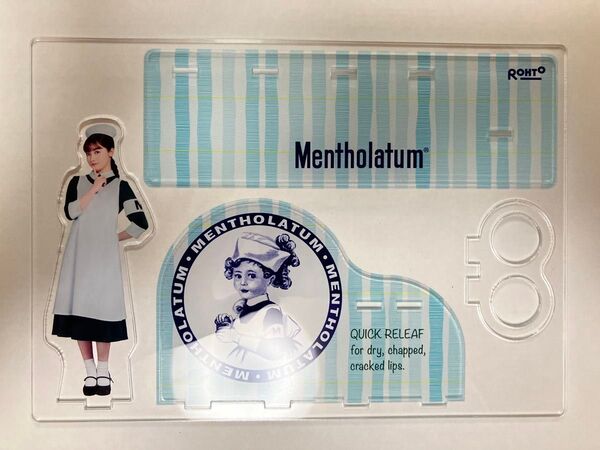 ROHTO
Mentholatum®
MENTHOLATUM • MENTHOLATUM • MENTHOLATUM •
QUICK RELEAF
for dry, chapped,
cracked lips.